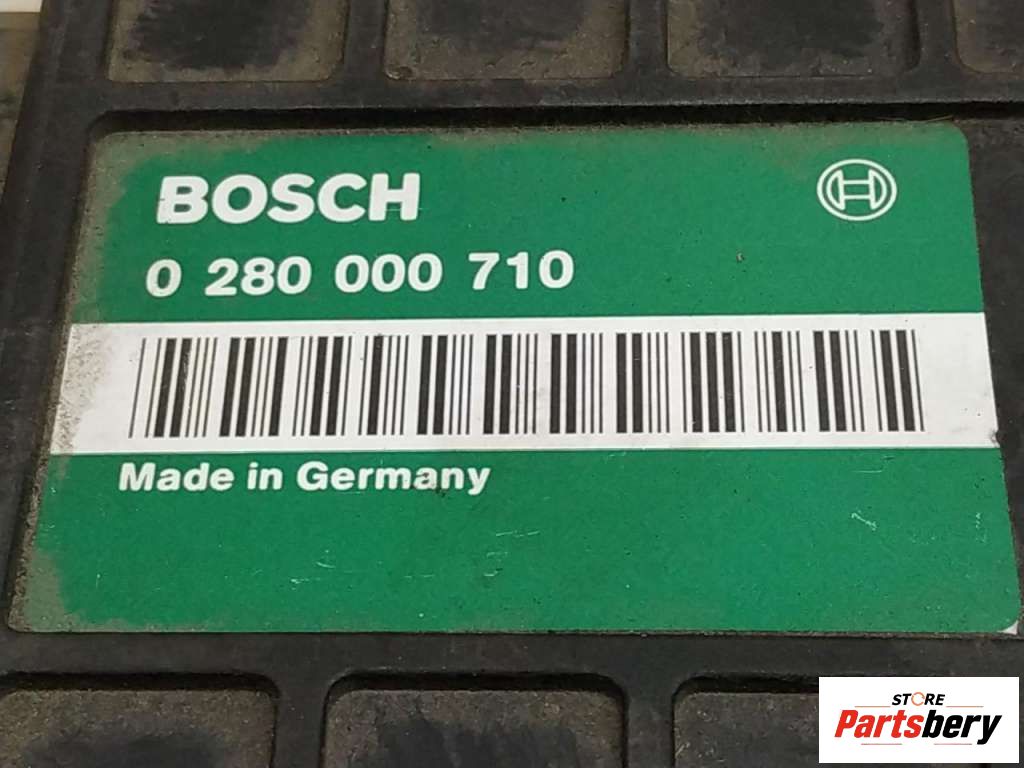 BOSCH
0 280 000 710
Made in Germany
STORE
Partsbery